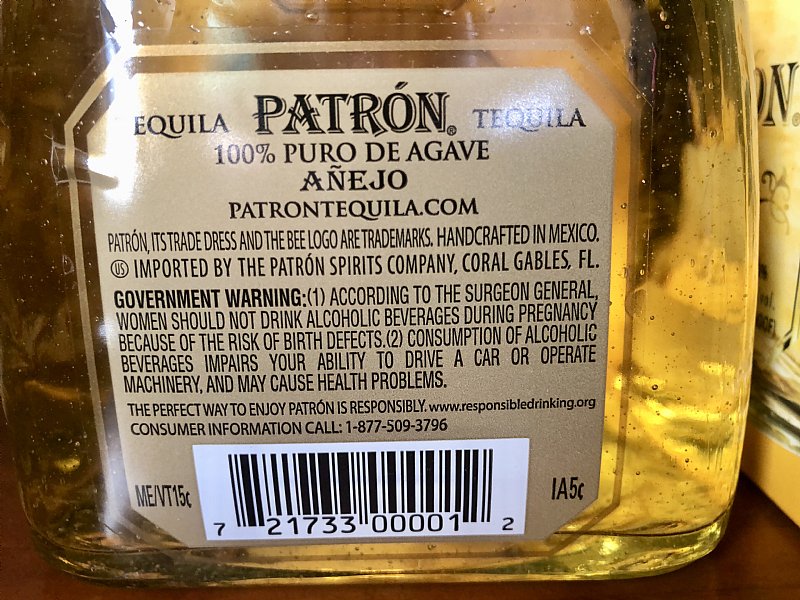 EQUILA PATRÓN® TEQUILA
100% PURO DE AGAVE
AÑEJO
PATRONTEQUILA.COM
PATRÓN, ITS TRADE DRESS AND THE BEE LOGO ARE TRADEMARKS. HANDCRAFTED IN MEXICO.
US IMPORTED BY THE PATRÓN SPIRITS COMPANY, CORAL GABLES, FL.
GOVERNMENT WARNING:(1) ACCORDING TO THE SURGEON GENERAL,
WOMEN SHOULD NOT DRINK ALCOHOLIC BEVERAGES DURING PREGNANCY
BECAUSE OF THE RISK OF BIRTH DEFECTS.(2) CONSUMPTION OF ALCOHOLIC
BEVERAGES IMPAIRS YOUR ABILITY TO DRIVE A CAR OR OPERATE
MACHINERY, AND MAY CAUSE HEALTH PROBLEMS.
THE PERFECT WAY TO ENJOY PATRÓN IS RESPONSIBLY. www.responsibledrinking.org
CONSUMER INFORMATION CALL: 1-877-509-3796
ME/VT15¢ IA5¢
7 21733 00001 2